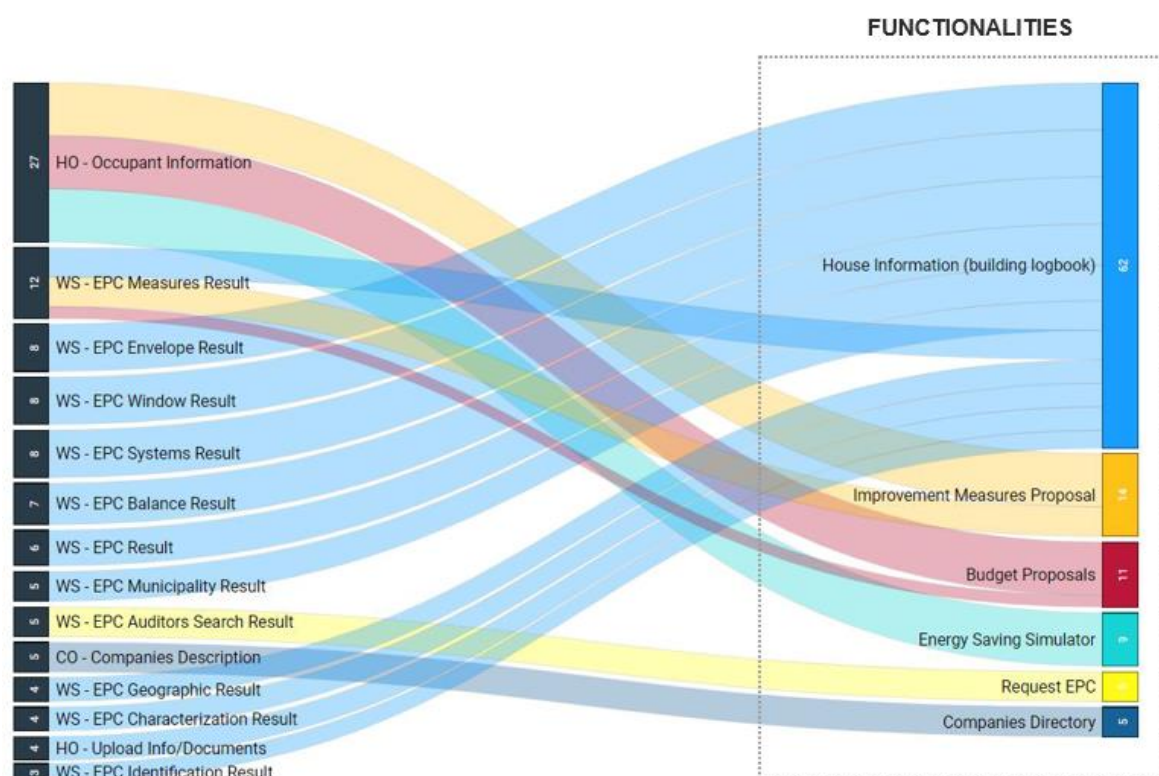 FUNCTIONALITIES
27
HO - Occupant Information
12
WS - EPC Measures Result
8
WS - EPC Envelope Result
8
WS - EPC Window Result
8
WS - EPC Systems Result
7
WS - EPC Balance Result
6
WS - EPC Result
5
WS - EPC Municipality Result
5
WS - EPC Auditors Search Result
5
CO - Companies Description
4
WS - EPC Geographic Result
4
WS - EPC Characterization Result
4
HO - Upload Info/Documents
3
WS - EPC Identification Result
House Information (building logbook)
62
Improvement Measures Proposal
14
Budget Proposals
11
Energy Saving Simulator
9
Request EPC
Companies Directory
5